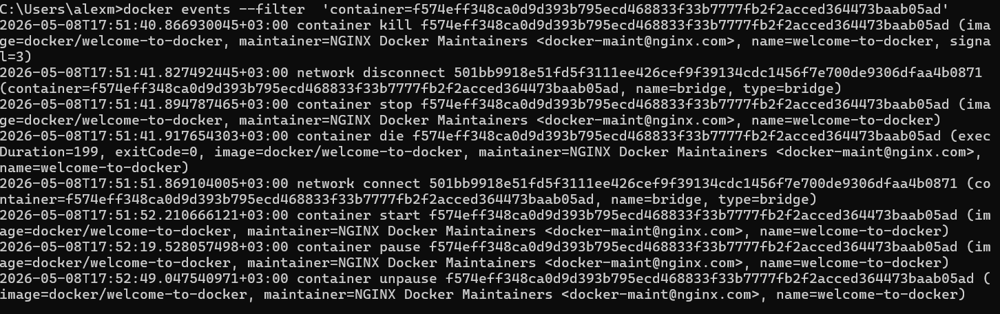 C:\Users\alexm>docker events --filter  'container=f574eff348ca0d9d393b795ecd468833f33b7777fb2f2acced364473baab05ad'
2026-05-08T17:51:40.866930045+03:00 container kill f574eff348ca0d9d393b795ecd468833f33b7777fb2f2acced364473baab05ad (ima
ge=docker/welcome-to-docker, maintainer=NGINX Docker Maintainers <docker-maint@nginx.com>, name=welcome-to-docker, signa
l=3)
2026-05-08T17:51:41.827492445+03:00 network disconnect 501bb9918e51fd5f3111ee426cef9f39134cdc1456f7e700de9306dfaa4b0871
(container=f574eff348ca0d9d393b795ecd468833f33b7777fb2f2acced364473baab05ad, name=bridge, type=bridge)
2026-05-08T17:51:41.894787465+03:00 container stop f574eff348ca0d9d393b795ecd468833f33b7777fb2f2acced364473baab05ad (ima
ge=docker/welcome-to-docker, maintainer=NGINX Docker Maintainers <docker-maint@nginx.com>, name=welcome-to-docker)
2026-05-08T17:51:41.917654303+03:00 container die f574eff348ca0d9d393b795ecd468833f33b7777fb2f2acced364473baab05ad (exec
Duration=199, exitCode=0, image=docker/welcome-to-docker, maintainer=NGINX Docker Maintainers <docker-maint@nginx.com>,
name=welcome-to-docker)
2026-05-08T17:51:51.869104005+03:00 network connect 501bb9918e51fd5f3111ee426cef9f39134cdc1456f7e700de9306dfaa4b0871 (co
ntainer=f574eff348ca0d9d393b795ecd468833f33b7777fb2f2acced364473baab05ad, name=bridge, type=bridge)
2026-05-08T17:51:52.210666121+03:00 container start f574eff348ca0d9d393b795ecd468833f33b7777fb2f2acced364473baab05ad (im
age=docker/welcome-to-docker, maintainer=NGINX Docker Maintainers <docker-maint@nginx.com>, name=welcome-to-docker)
2026-05-08T17:52:19.528057498+03:00 container pause f574eff348ca0d9d393b795ecd468833f33b7777fb2f2acced364473baab05ad (im
age=docker/welcome-to-docker, maintainer=NGINX Docker Maintainers <docker-maint@nginx.com>, name=welcome-to-docker)
2026-05-08T17:52:49.047540971+03:00 container unpause f574eff348ca0d9d393b795ecd468833f33b7777fb2f2acced364473baab05ad (
image=docker/welcome-to-docker, maintainer=NGINX Docker Maintainers <docker-maint@nginx.com>, name=welcome-to-docker)